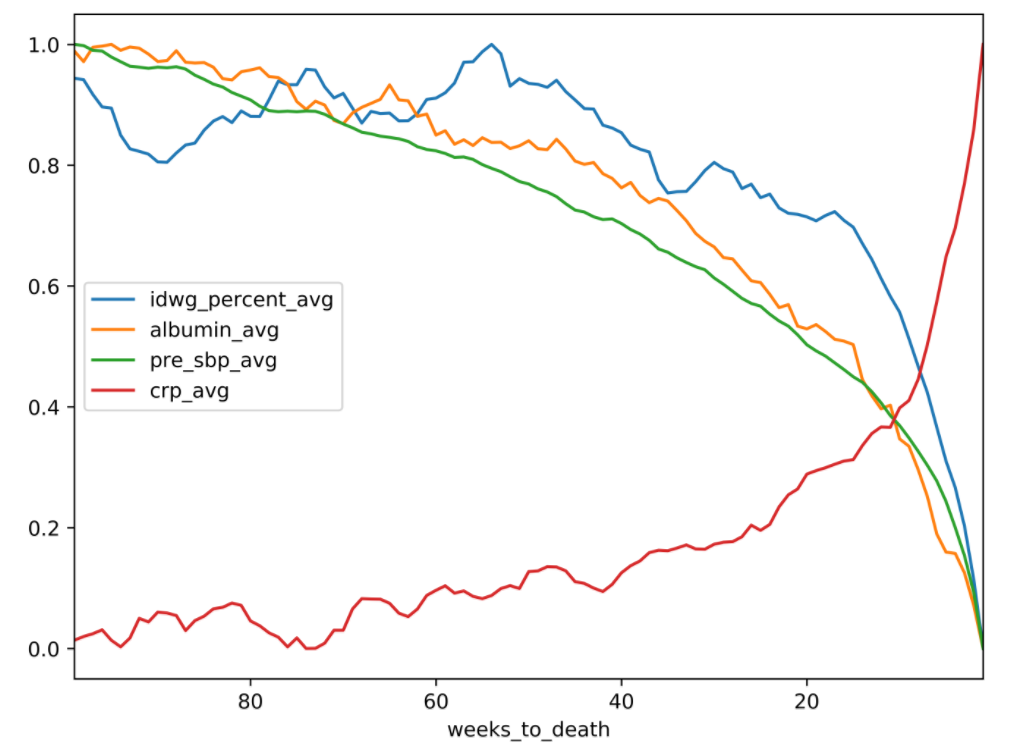 1.0
0.8
0.6
0.4
0.2
0.0
idwg_percent_avg
albumin_avg
pre_sbp_avg
crp_avg
80 60 40 20
weeks_to_death